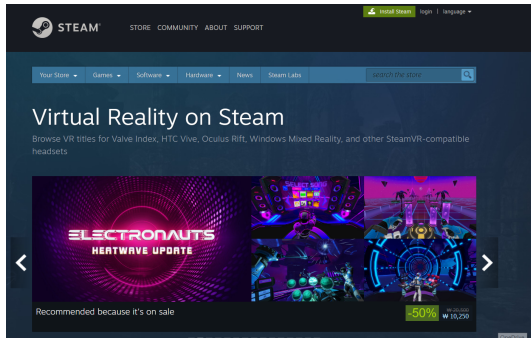 Install Steam login | language
STEAM® STORE COMMUNITY ABOUT SUPPORT
Your Store Games Software Hardware News Steam Labs search the store
Virtual Reality on Steam
Browse VR titles for Valve Index, HTC Vive, Oculus Rift, Windows Mixed Reality, and other SteamVR-compatible
headsets
SELECT SONG
ELECTRONAUTS
HEATWAVE UPDATE
Recommended because it's on sale
-50%
₩ 10,250